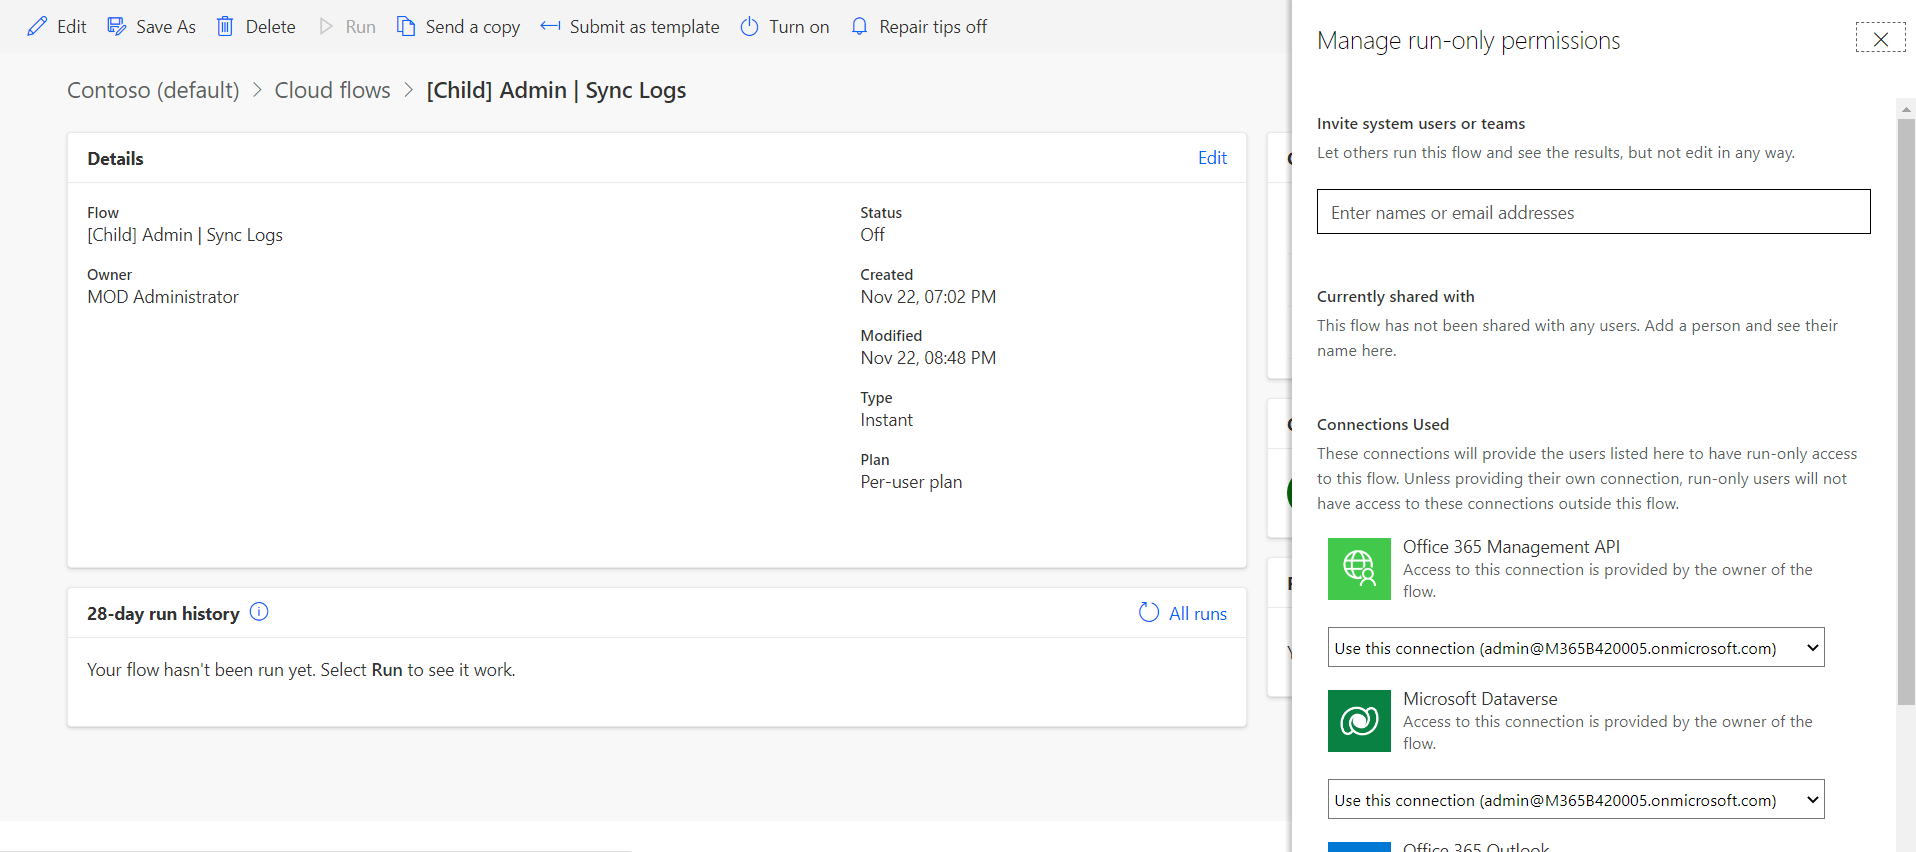 Edit Save As Delete Run Send a copy Submit as template Turn on Repair tips off
Contoso (default) > Cloud flows > [Child] Admin | Sync Logs
Details Edit
Flow
[Child] Admin | Sync Logs
Owner
MOD Administrator
Status
Off
Created
Nov 22, 07:02 PM
Modified
Nov 22, 08:48 PM
Type
Instant
Plan
Per-user plan
28-day run history All runs
Your flow hasn't been run yet. Select Run to see it work.
Manage run-only permissions
Invite system users or teams
Let others run this flow and see the results, but not edit in any way.
Enter names or email addresses
Currently shared with
This flow has not been shared with any users. Add a person and see their
name here.
Connections Used
These connections will provide the users listed here to have run-only access
to this flow. Unless providing their own connection, run-only users will not
have access to these connections outside this flow.
Office 365 Management API
Access to this connection is provided by the owner of the
flow.
Use this connection (admin@M365B420005.onmicrosoft.com)
Microsoft Dataverse
Access to this connection is provided by the owner of the
flow.
Use this connection (admin@M365B420005.onmicrosoft.com)
Office 365 Outlook